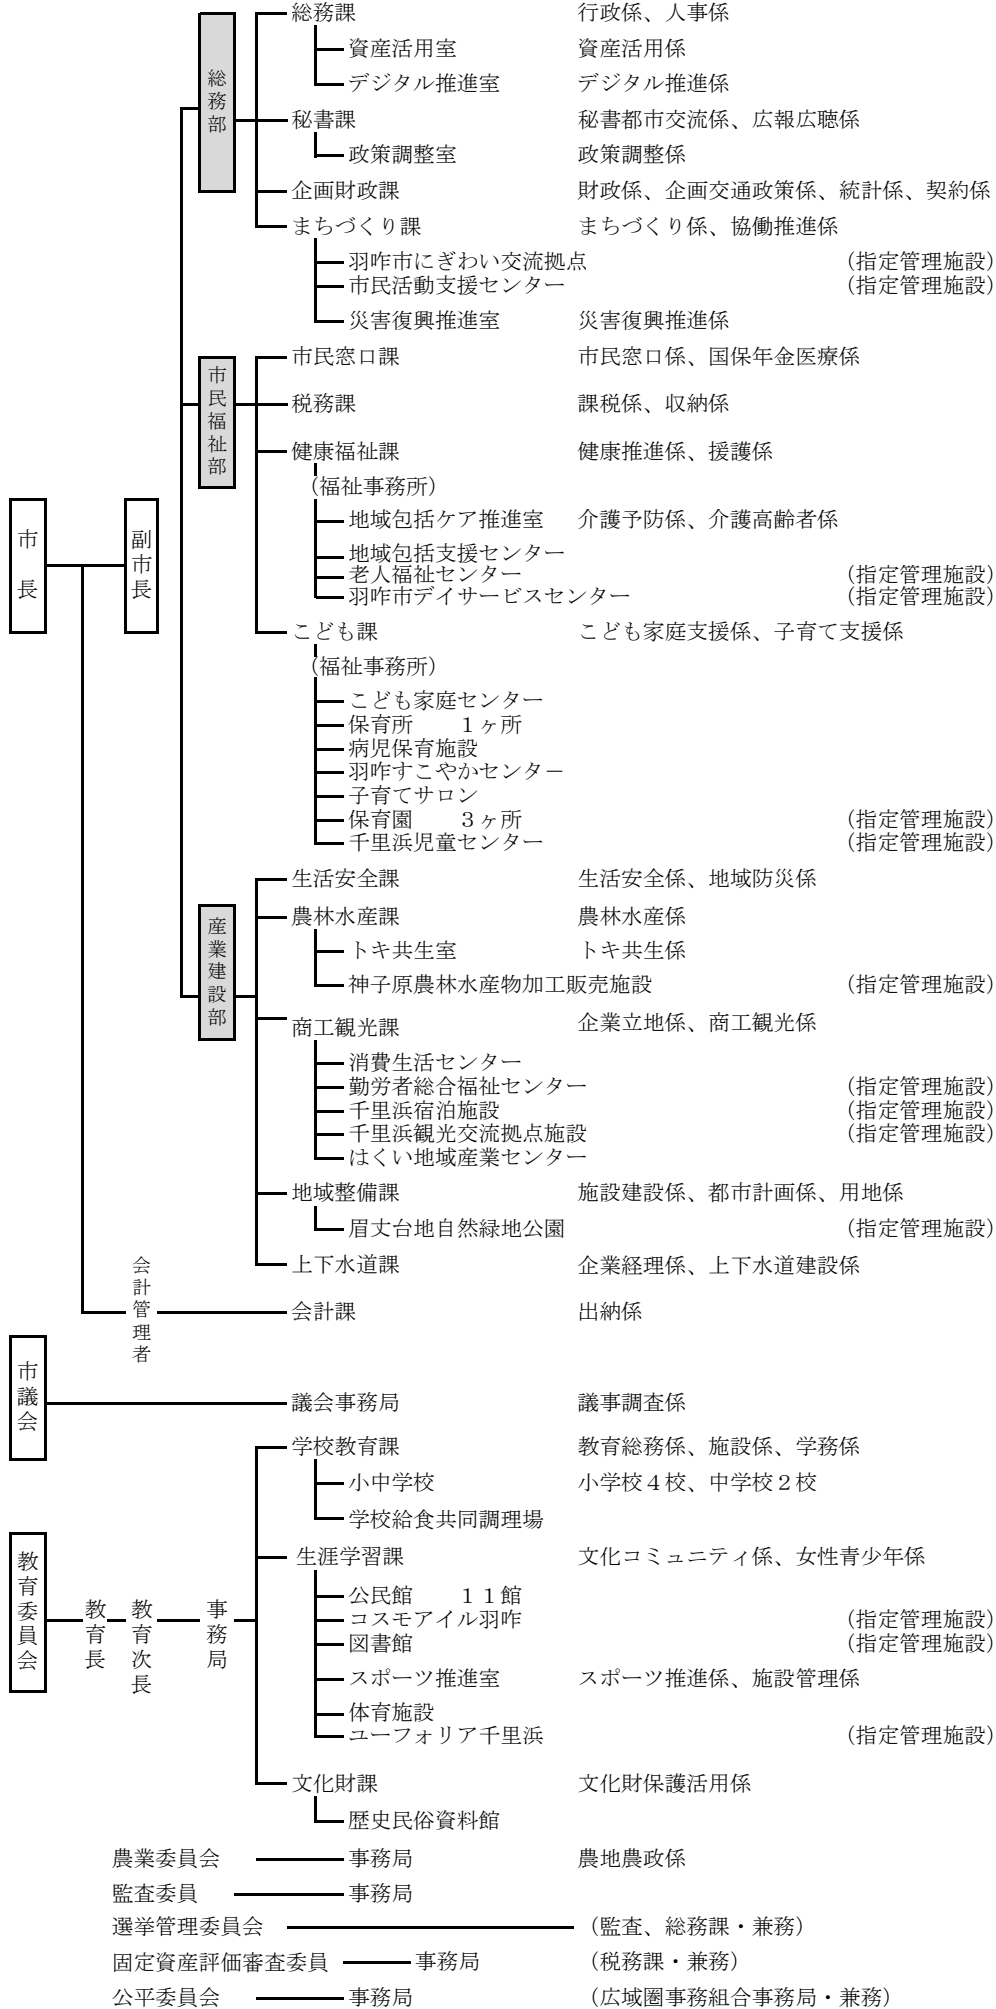 総務課　行政係、人事係
資産活用室　資産活用係
デジタル推進室　デジタル推進係
総務部
秘書課　秘書都市交流係、広報広聴係
政策調整室　政策調整係
企画財政課　財政係、企画交通政策係、統計係、契約係
まちづくり課　まちづくり係、協働推進係
羽咋市にぎわい交流拠点　（指定管理施設）
市民活動支援センター　（指定管理施設）
災害復興推進室　災害復興推進係
市民窓口課　市民窓口係、国保年金医療係
市民福祉部
税務課　課税係、収納係
健康福祉課　健康推進係、援護係
（福祉事務所）
地域包括ケア推進室　介護予防係、介護高齢者係
地域包括支援センター
老人福祉センター　（指定管理施設）
羽咋市デイサービスセンター　（指定管理施設）
市長
副市長
こども課　こども家庭支援係、子育て支援係
（福祉事務所）
こども家庭センター
保育所　１ヶ所
病児保育施設
羽咋すこやかセンター
子育てサロン
保育園　３ヶ所　（指定管理施設）
千里浜児童センター　（指定管理施設）
生活安全課　生活安全係、地域防災係
農林水産課　農林水産係
トキ共生室　トキ共生係
産業建設部
神子原農林水産物加工販売施設　（指定管理施設）
商工観光課　企業立地係、商工観光係
消費生活センター
勤労者総合福祉センター　（指定管理施設）
千里浜宿泊施設　（指定管理施設）
千里浜観光交流拠点施設　（指定管理施設）
はくい地域産業センター
地域整備課　施設建設係、都市計画係、用地係
眉丈台地自然緑地公園　（指定管理施設）
上下水道課　企業経理係、上下水道建設係
会計管理者
会計課　出納係
市議会
議会事務局　議事調査係
学校教育課　教育総務係、施設係、学務係
小中学校　小学校４校、中学校２校
学校給食共同調理場
生涯学習課　文化コミュニティ係、女性青少年係
公民館　１１館
教育委員会
教育長
教育次長
事務局
コスモアイル羽咋　（指定管理施設）
図書館　（指定管理施設）
スポーツ推進室　スポーツ推進係、施設管理係
体育施設
ユーフォリア千里浜　（指定管理施設）
文化財課　文化財保護活用係
歴史民俗資料館
農業委員会　事務局　農地農政係
監査委員　事務局
選挙管理委員会　（監査、総務課・兼務）
固定資産評価審査委員　事務局　（税務課・兼務）
公平委員会　事務局　（広域圏事務組合事務局・兼務）